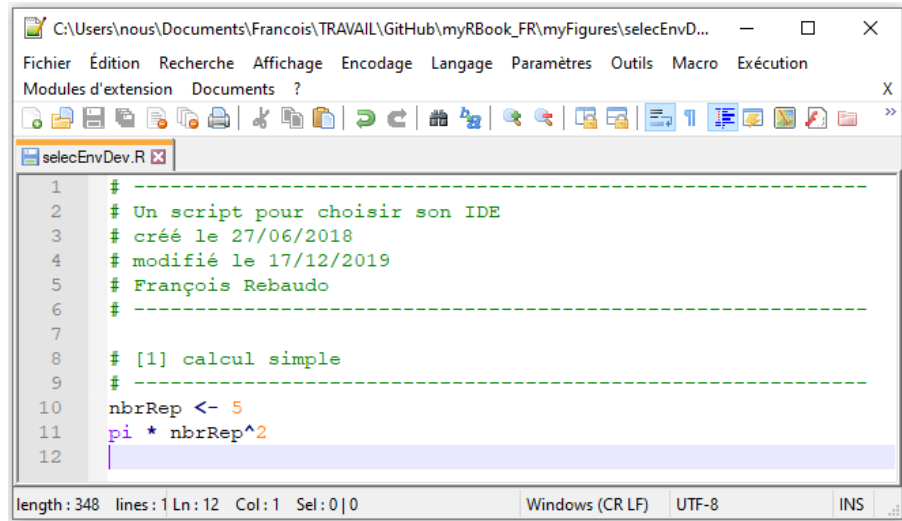 C:\Users\nous\Documents\Francois\TRAVAIL\GitHub\myRBook_FR\myFigures\selecEnvD...
Fichier Édition Recherche Affichage Encodage Langage Paramètres Outils Macro Exécution
Modules d'extension Documents ? X
selecEnvDev.R
1 # ------------------------------------------------------------
2 # Un script pour choisir son IDE
3 # créé le 27/06/2018
4 # modifié le 17/12/2019
5 # François Rebaudo
6 # ------------------------------------------------------------
7
8 # [1] calcul simple
9 # ------------------------------------------------------------
10 nbrRep <- 5
11 pi * nbrRep^2
12
length : 348 lines : 1 Ln : 12 Col : 1 Sel : 0 | 0 Windows (CR LF) UTF-8 INS